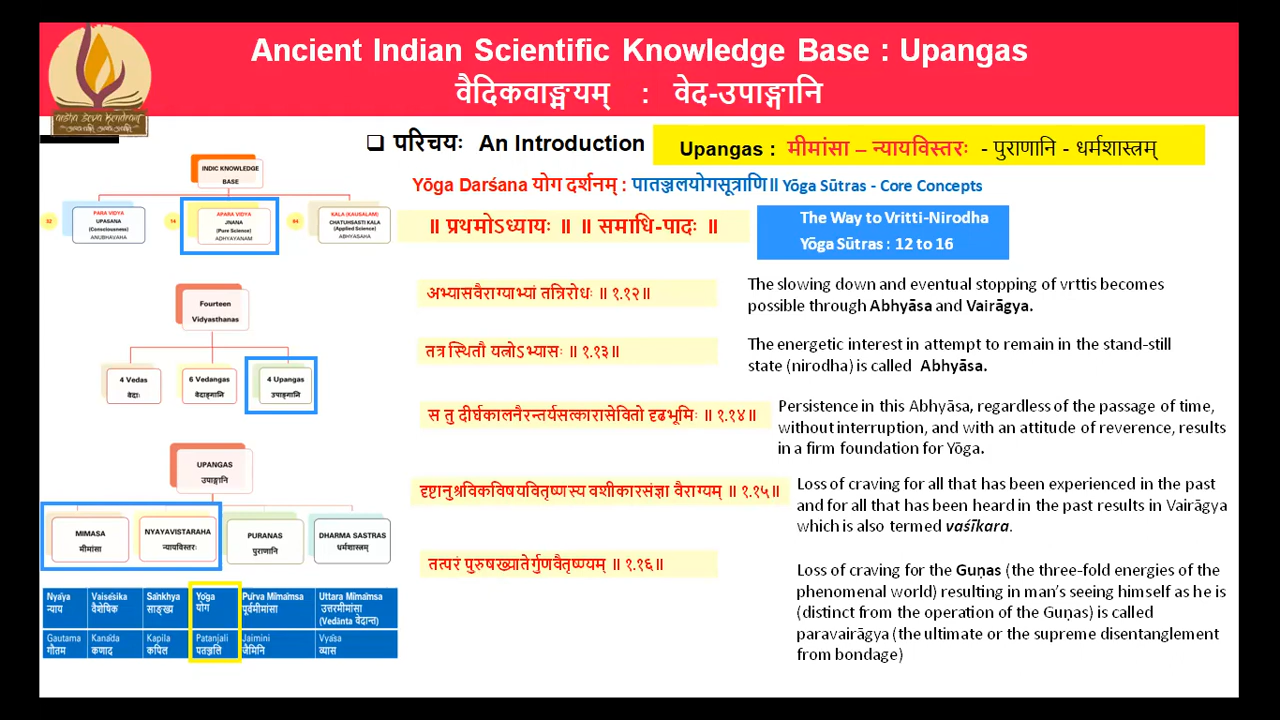 Ancient Indian Scientific Knowledge Base : Upangas
वैदिकवाङ्मयम् : वेद-उपाङ्गानि
arsha seva kendram
❑ परिचयः An Introduction
Upangas : मीमांसा – न्यायविस्तरः - पुराणानि - धर्मशास्त्रम्
Yōga Darśana योग दर्शनम् : पातञ्जलयोगसूत्राणि॥ Yōga Sūtras - Core Concepts
॥ प्रथमोऽध्यायः ॥ ॥ समाधि-पादः ॥
The Way to Vritti-Nirodha
Yōga Sūtras : 12 to 16
अभ्यासवैराग्याभ्यां तन्निरोधः ॥ १.१२॥
The slowing down and eventual stopping of vrttis becomes
possible through Abhyāsa and Vairāgya.
तत्र स्थितौ यत्नोऽभ्यासः ॥ १.१३॥
The energetic interest in attempt to remain in the stand-still
state (nirodha) is called Abhyāsa.
स तु दीर्घकालनैरन्तर्यसत्कारासेवितो दृढभूमिः ॥ १.१४॥
Persistence in this Abhyāsa, regardless of the passage of time,
without interruption, and with an attitude of reverence, results
in a firm foundation for Yōga.
दृष्टानुश्रविकविषयवितृष्णस्य वशीकारसंज्ञा वैराग्यम् ॥ १.१५॥
Loss of craving for all that has been experienced in the past
and for all that has been heard in the past results in Vairāgya
which is also termed vaśīkara.
तत्परं पुरुषख्यातेर्गुणवैतृष्ण्यम् ॥ १.१६॥
Loss of craving for the Guṇas (the three-fold energies of the
phenomenal world) resulting in man's seeing himself as he is
(distinct from the operation of the Guṇas) is called
paravairāgya (the ultimate or the supreme disentanglement
from bondage)
INDIC KNOWLEDGE
BASE
32
PARA VIDYA
UPASANA
(Consciousness)
ANUBHAVAHA
14
APARA VIDYA
JNANA
(Pure Science)
ADHYAYANAM
64
KALA (KAUSALAM)
CHATUHSASTI KALA
(Applied Science)
ABHYASAHA
Fourteen
Vidyasthanas
4 Vedas
वेदाः
6 Vedangas
वेदाङ्गानि
4 Upangas
उपाङ्गानि
UPANGAS
उपाङ्गानि
MIMASA
मीमांसा
NYAYAVISTARAHA
न्यायविस्तरः
PURANAS
पुराणानि
DHARMA SASTRAS
धर्मशास्त्रम्
Nyāya Vaiśeśika Sānkhya Yōga Pūrva Mīmāmsa Uttara Mīmāmsa
न्याय वैशेषिक साङ्ख्य योग पूर्वमीमांसा उत्तरमीमांसा
(Vedānta वेदान्त)
Gautama Kanāda Kapila Patanjali Jaimini Vyāsa
गौतम कणाद कपिल पतञ्जलि जैमिनि व्यास